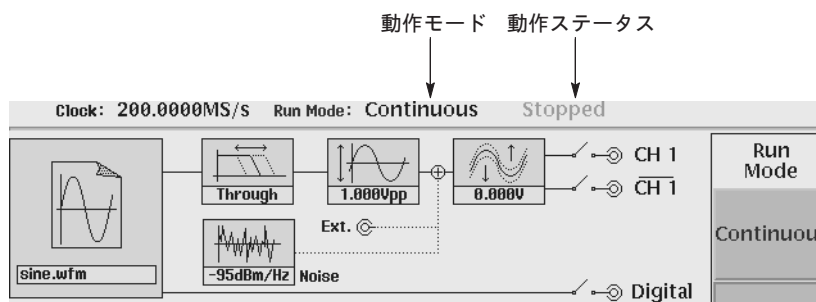 動作モード 動作ステータス
Clock: 200.0000MS/s Run Mode: Continuous Stopped
CH 1
Run
Mode
Through
1.000Vpp
0.000V
CH 1
Ext.
Continuou
-95dBm/Hz Noise
sine.wfm
Digital